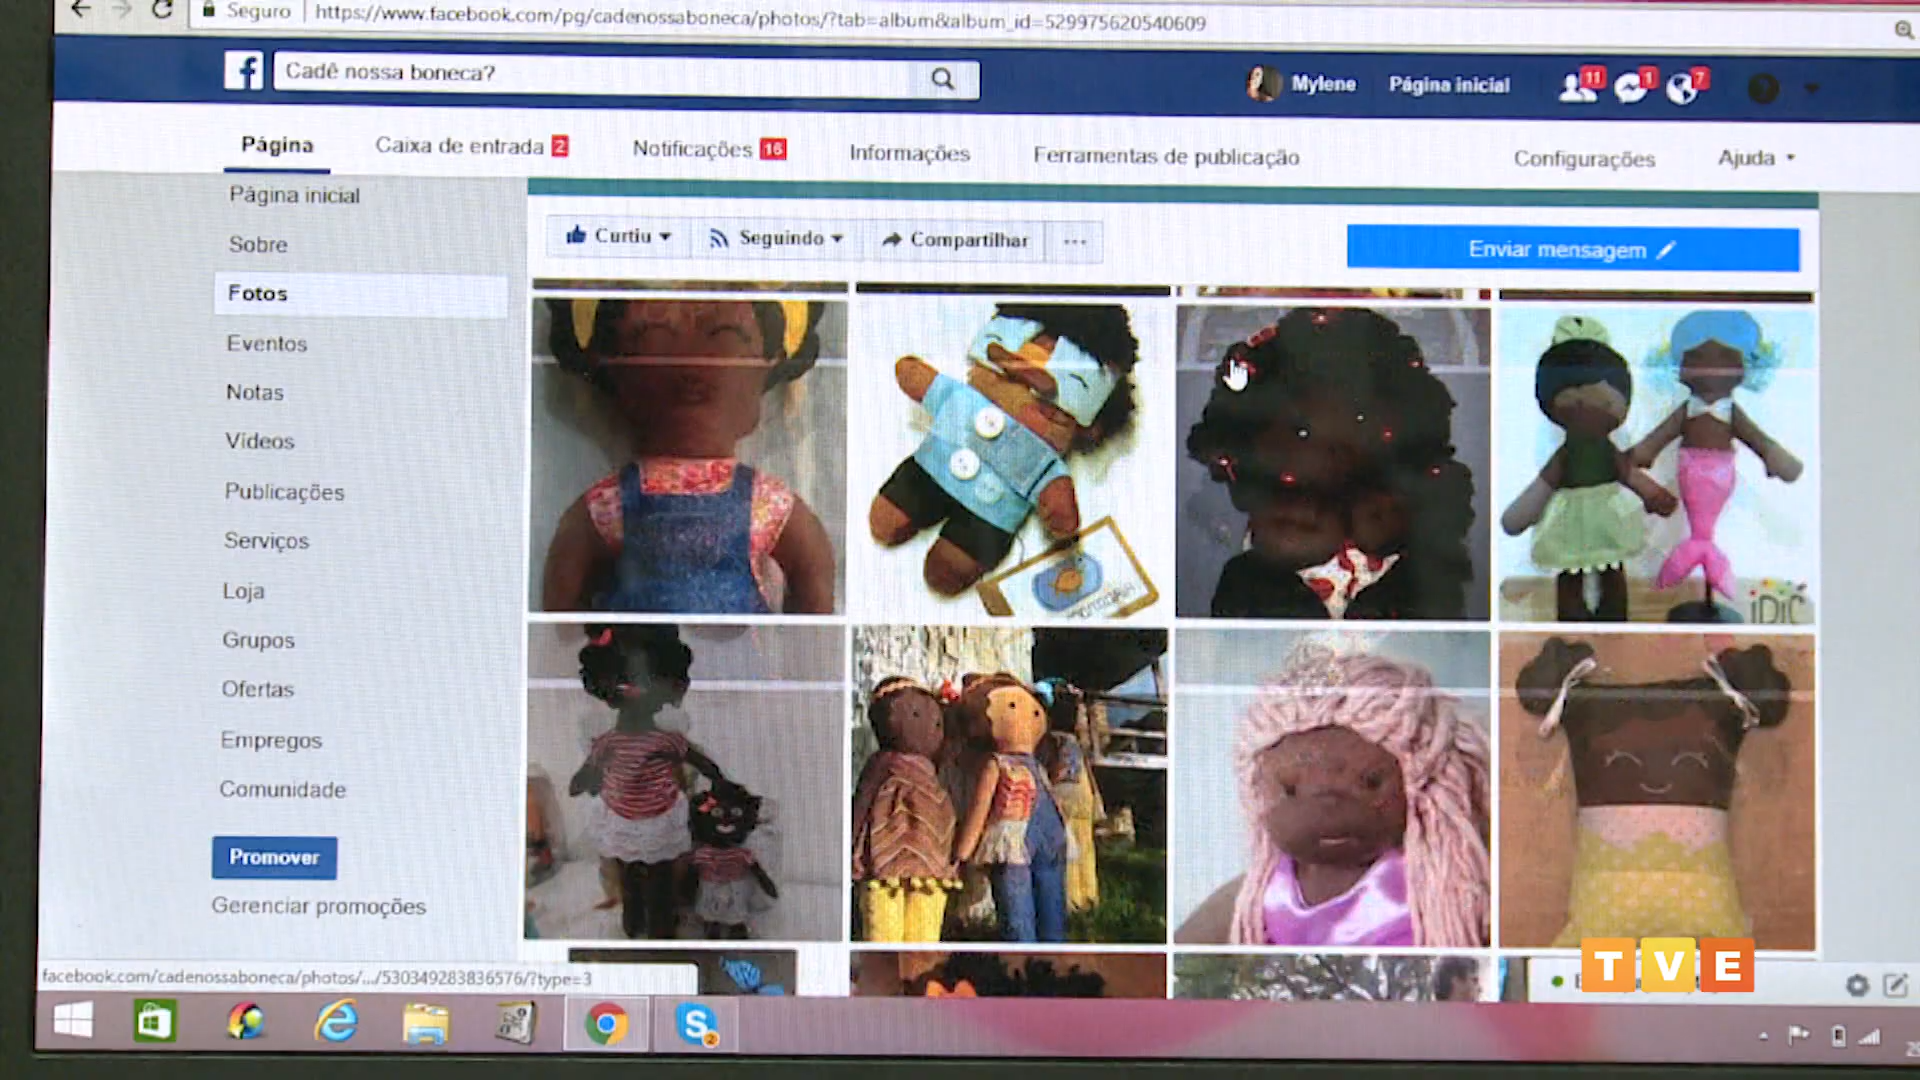 Seguro https://www.facebook.com/pg/cadenossaboneca/photos/?tab=album&album_id=529975620540609
f Cadê nossa boneca? Mylene Página inicial 11 1 7
Página Caixa de entrada 2 Notificações 16 Informações Ferramentas de publicação Configurações Ajuda
Página inicial
Sobre
Fotos
Eventos
Notas
Vídeos
Publicações
Serviços
Loja
Grupos
Ofertas
Empregos
Comunidade
Promover
Gerenciar promoções
Curtiu Seguindo Compartilhar ... Enviar mensagem
iDiC
TVE
facebook.com/cadenossaboneca/photos/.../530349283836576/?type=3
S 2